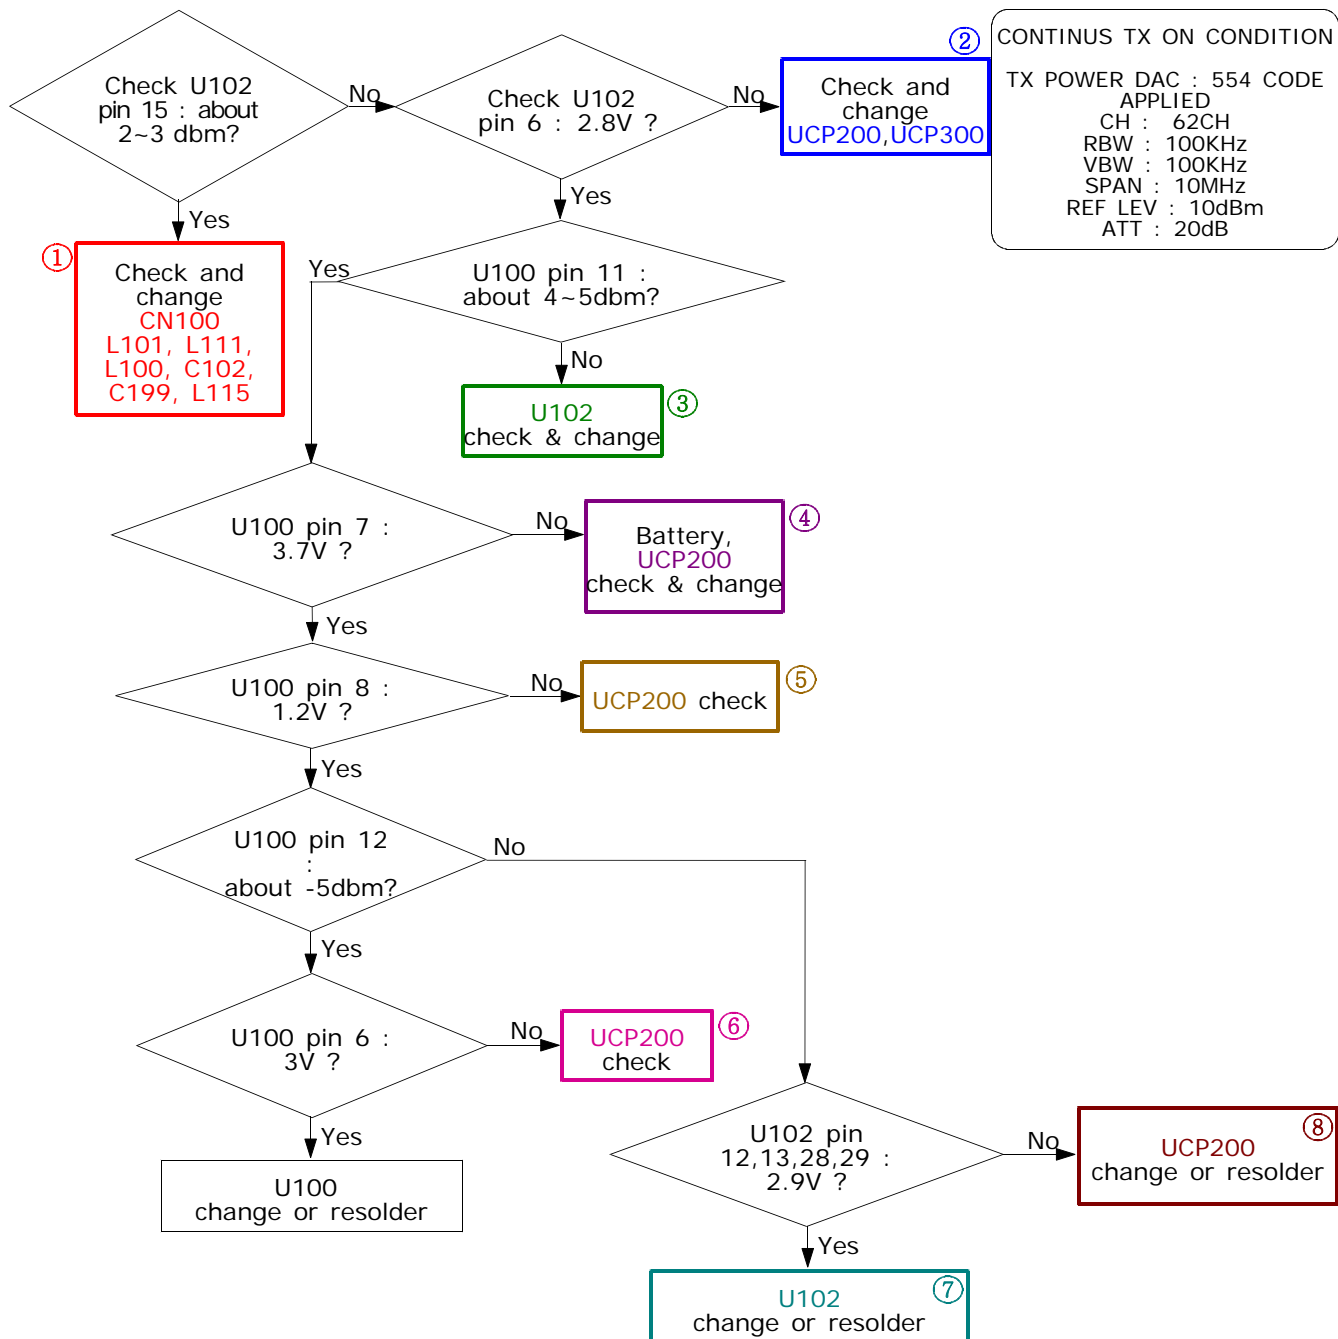 Check U102
pin 15 : about
2~3 dbm?
No
Check U102
pin 6 : 2.8V ?
No
②
Check and
change
UCP200,UCP300
CONTINUS TX ON CONDITION
TX POWER DAC : 554 CODE
APPLIED
CH : 62CH
RBW : 100KHz
VBW : 100KHz
SPAN : 10MHz
REF LEV : 10dBm
ATT : 20dB
Yes
Yes
①
Check and
change
CN100
L101, L111,
L100, C102,
C199, L115
Yes
U100 pin 11 :
about 4~5dbm?
No
③
U102
check & change
U100 pin 7 :
3.7V ?
No
④
Battery,
UCP200
check & change
Yes
U100 pin 8 :
1.2V ?
No
⑤
UCP200 check
Yes
U100 pin 12
:
about -5dbm?
No
Yes
U100 pin 6 :
3V ?
No
⑥
UCP200
check
Yes
U100
change or resolder
U102 pin
12,13,28,29 :
2.9V ?
No
⑧
UCP200
change or resolder
Yes
⑦
U102
change or resolder